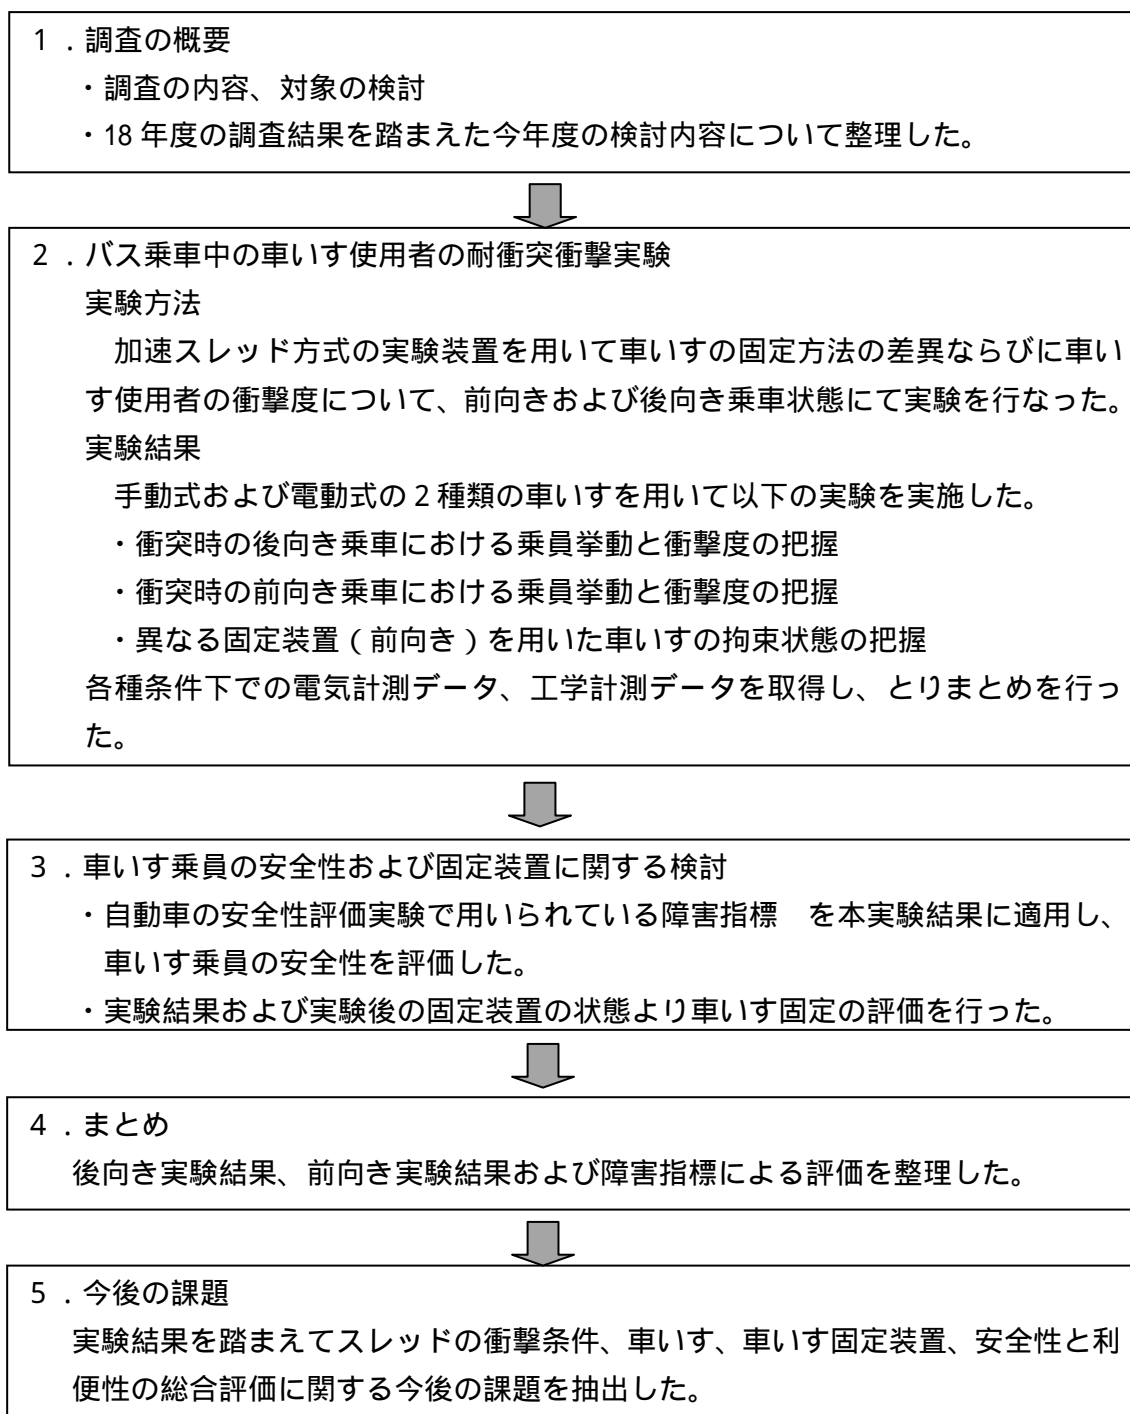 １．調査の概要
・調査の内容、対象の検討
・18 年度の調査結果を踏まえた今年度の検討内容について整理した。
２．バス乗車中の車いす使用者の耐衝突衝撃実験
実験方法
加速スレッド方式の実験装置を用いて車いすの固定方法の差異ならびに車い
す使用者の衝撃度について、前向きおよび後向き乗車状態にて実験を行なった。
実験結果
手動式および電動式の２種類の車いすを用いて以下の実験を実施した。
・衝突時の後向き乗車における乗員挙動と衝撃度の把握
・衝突時の前向き乗車における乗員挙動と衝撃度の把握
・異なる固定装置（前向き）を用いた車いすの拘束状態の把握
各種条件下での電気計測データ、工学計測データを取得し、とりまとめを行っ
た。
３．車いす乗員の安全性および固定装置に関する検討
・自動車の安全性評価実験で用いられている障害指標　を本実験結果に適用し、
車いす乗員の安全性を評価した。
・実験結果および実験後の固定装置の状態より車いす固定の評価を行った。
４．まとめ
後向き実験結果、前向き実験結果および障害指標による評価を整理した。
５．今後の課題
実験結果を踏まえてスレッドの衝撃条件、車いす、車いす固定装置、安全性と利
便性の総合評価に関する今後の課題を抽出した。